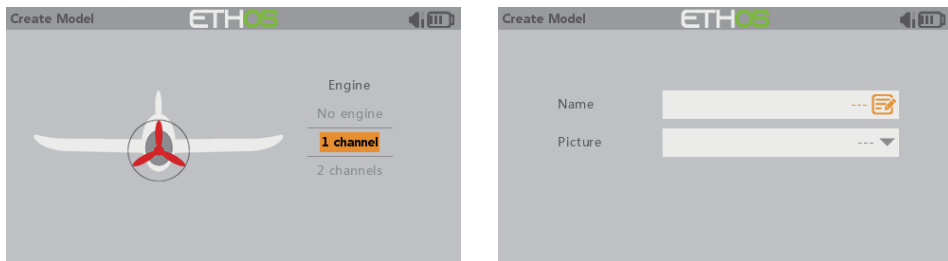 Create Model
ETHOS
Engine
No engine
1 channel
2 channels
Create Model
ETHOS
Name
---
Picture
---